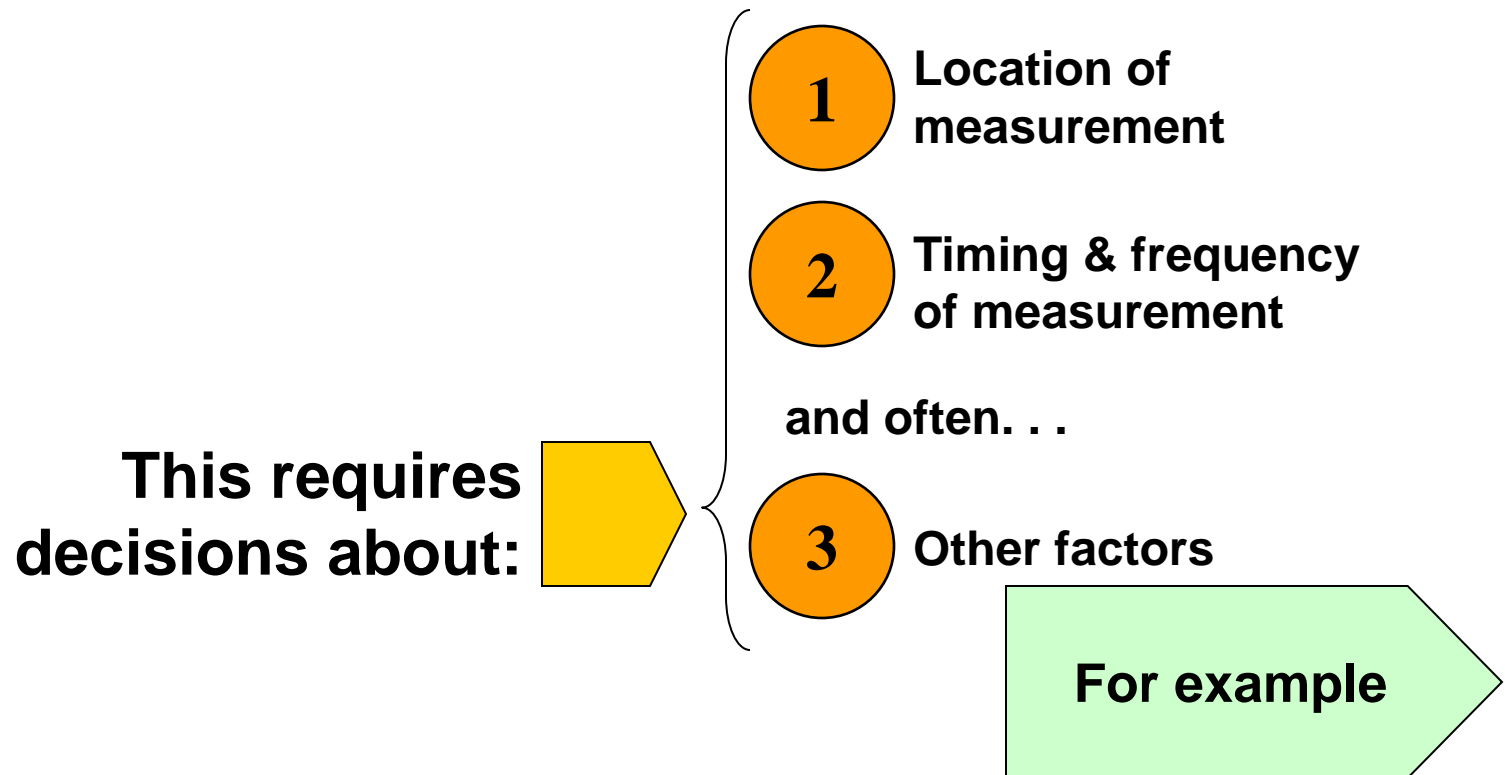 This requires
decisions about:
1
Location of
measurement
2
Timing & frequency
of measurement
and often. . .
3
Other factors
For example